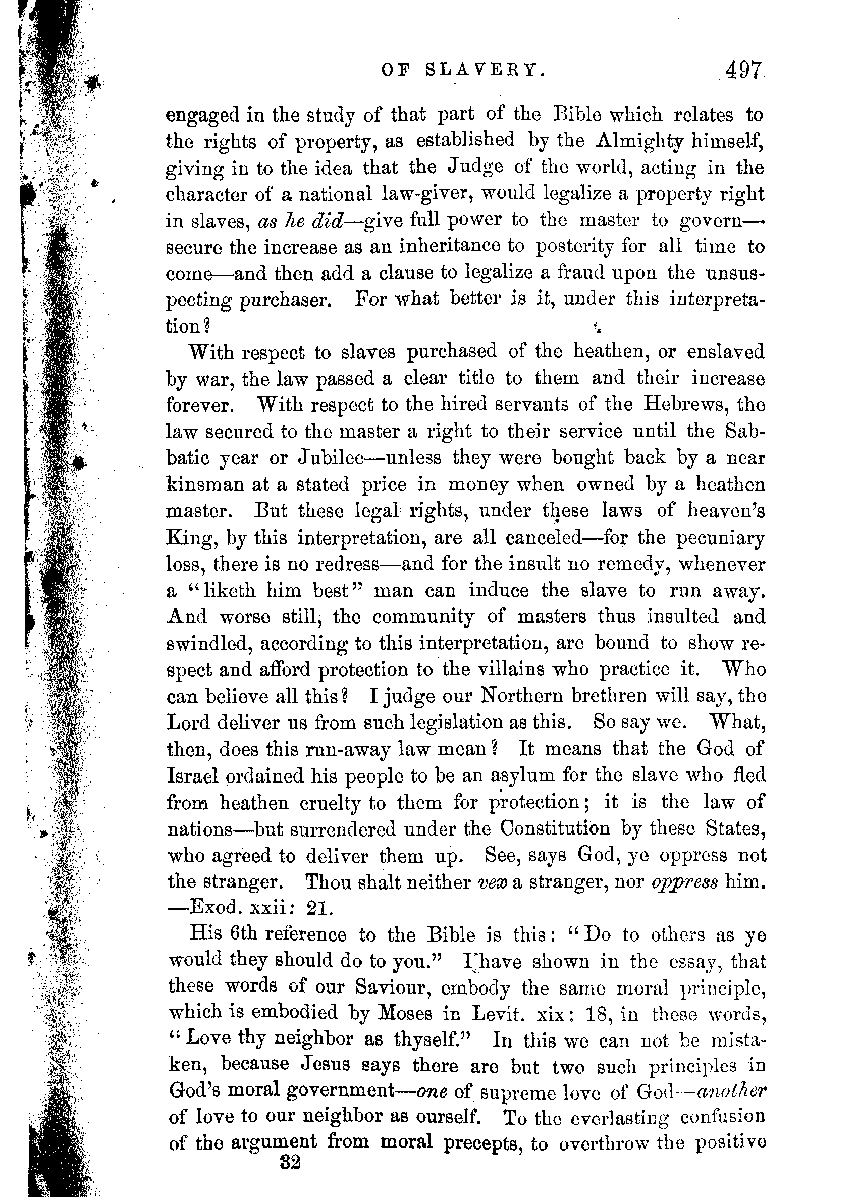 OF SLAVERY. 497
engaged in the study of that part of the Bible which relates to
the rights of property, as established by the Almighty himself,
giving in to the idea that the Judge of the world, acting in the
character of a national law-giver, would legalize a property right
in slaves, as he did—give full power to the master to govern—
secure the increase as an inheritance to posterity for all time to
come—and then add a clause to legalize a fraud upon the unsus-
pecting purchaser. For what better is it, under this interpreta-
tion?
With respect to slaves purchased of the heathen, or enslaved
by war, the law passed a clear title to them and their increase
forever. With respect to the hired servants of the Hebrews, the
law secured to the master a right to their service until the Sab-
batic year or Jubilee—unless they were bought back by a near
kinsman at a stated price in money when owned by a heathen
master. But these legal rights, under these laws of heaven's
King, by this interpretation, are all canceled—for the pecuniary
loss, there is no redress—and for the insult no remedy, whenever
a "liketh him best" man can induce the slave to run away.
And worse still, the community of masters thus insulted and
swindled, according to this interpretation, are bound to show re-
spect and afford protection to the villains who practice it. Who
can believe all this? I judge our Northern brethren will say, the
Lord deliver us from such legislation as this. So say we. What,
then, does this run-away law mean? It means that the God of
Israel ordained his people to be an asylum for the slave who fled
from heathen cruelty to them for protection; it is the law of
nations—but surrendered under the Constitution by these States,
who agreed to deliver them up. See, says God, ye oppress not
the stranger. Thou shalt neither vex a stranger, nor oppress him.
—Exod. xxii: 21.
His 6th reference to the Bible is this: "Do to others as ye
would they should do to you." I have shown in the essay, that
these words of our Saviour, embody the same moral principle,
which is embodied by Moses in Levit. xix: 18, in these words,
"Love thy neighbor as thyself." In this we can not be mista-
ken, because Jesus says there are but two such principles in
God's moral government—one of supreme love of God—another
of love to our neighbor as ourself. To the everlasting confusion
of the argument from moral precepts, to overthrow the positive
32